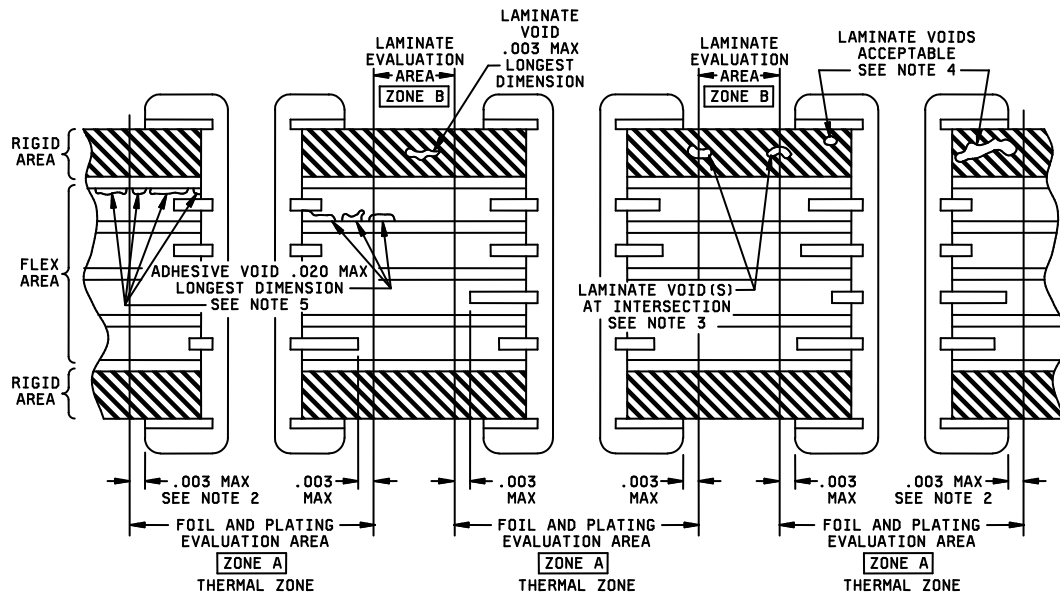 LAMINATE
VOID
.003 MAX
LONGEST
DIMENSION
LAMINATE
EVALUATION
AREA
ZONE B
LAMINATE
EVALUATION
AREA
ZONE B
LAMINATE VOIDS
ACCEPTABLE
SEE NOTE 4
RIGID
AREA
FLEX
AREA
RIGID
AREA
ADHESIVE VOID .020 MAX
LONGEST DIMENSION
SEE NOTE 5
LAMINATE VOID(S)
AT INTERSECTION
SEE NOTE 3
.003 MAX
SEE NOTE 2
.003
MAX
.003
MAX
.003
MAX
.003
MAX
.003 MAX
SEE NOTE 2
FOIL AND PLATING
EVALUATION AREA
ZONE A
THERMAL ZONE
FOIL AND PLATING
EVALUATION AREA
ZONE A
THERMAL ZONE
FOIL AND PLATING
EVALUATION AREA
ZONE A
THERMAL ZONE